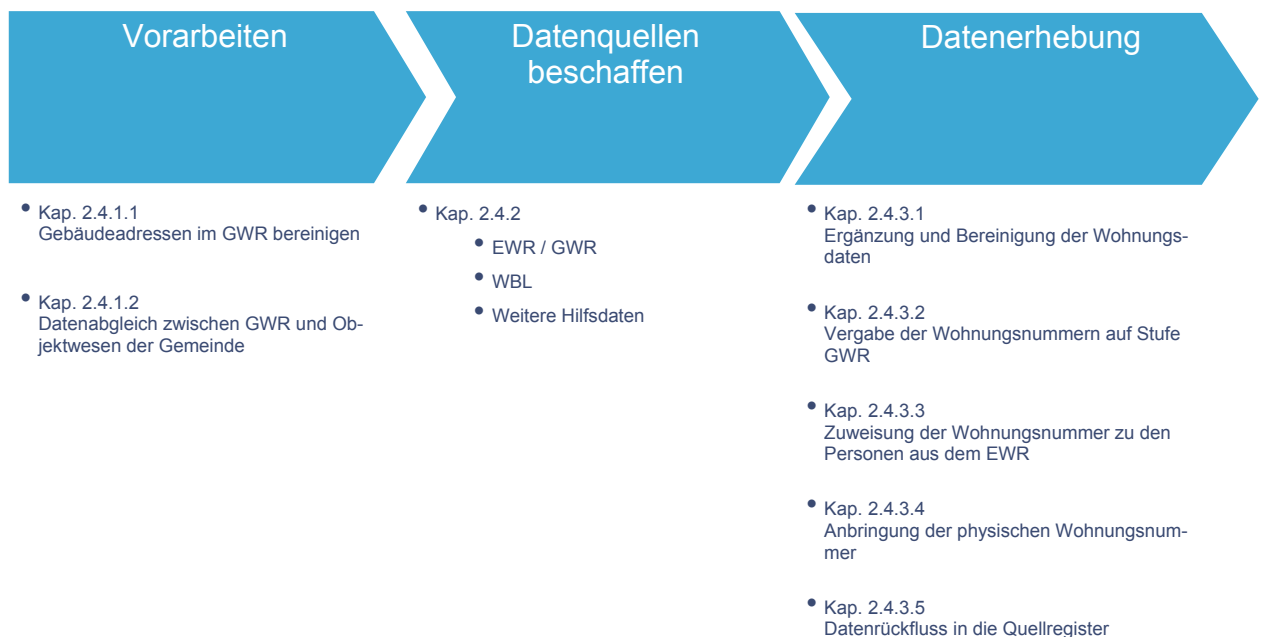 Vorarbeiten
• Kap. 2.4.1.1
Gebäudeadressen im GWR bereinigen
• Kap. 2.4.1.2
Datenabgleich zwischen GWR und Ob-
jektwesen der Gemeinde
Datenquellen
beschaffen
• Kap. 2.4.2
• EWR / GWR
• WBL
• Weitere Hilfsdaten
Datenerhebung
• Kap. 2.4.3.1
Ergänzung und Bereinigung der Wohnungs-
daten
• Kap. 2.4.3.2
Vergabe der Wohnungsnummern auf Stufe
GWR
• Kap. 2.4.3.3
Zuweisung der Wohnungsnummer zu den
Personen aus dem EWR
• Kap. 2.4.3.4
Anbringung der physischen Wohnungsnum-
mer
• Kap. 2.4.3.5
Datenrückfluss in die Quellregister